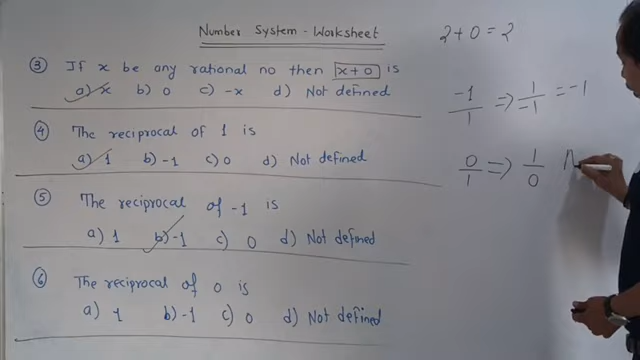 Number System - Worksheet
③ If x be any rational no then x+0 is
a) x b) 0 c) -x d) Not defined
④ The reciprocal of 1 is
a) 1 b) -1 c) 0 d) Not defined
⑤ The reciprocal of -1 is
a) 1 b) -1 c) 0 d) Not defined
⑥ The reciprocal of 0 is
a) 1 b) -1 c) 0 d) Not defined
2+0=2
-1/1 => 1/-1 = -1
0/1 => 1/0 N